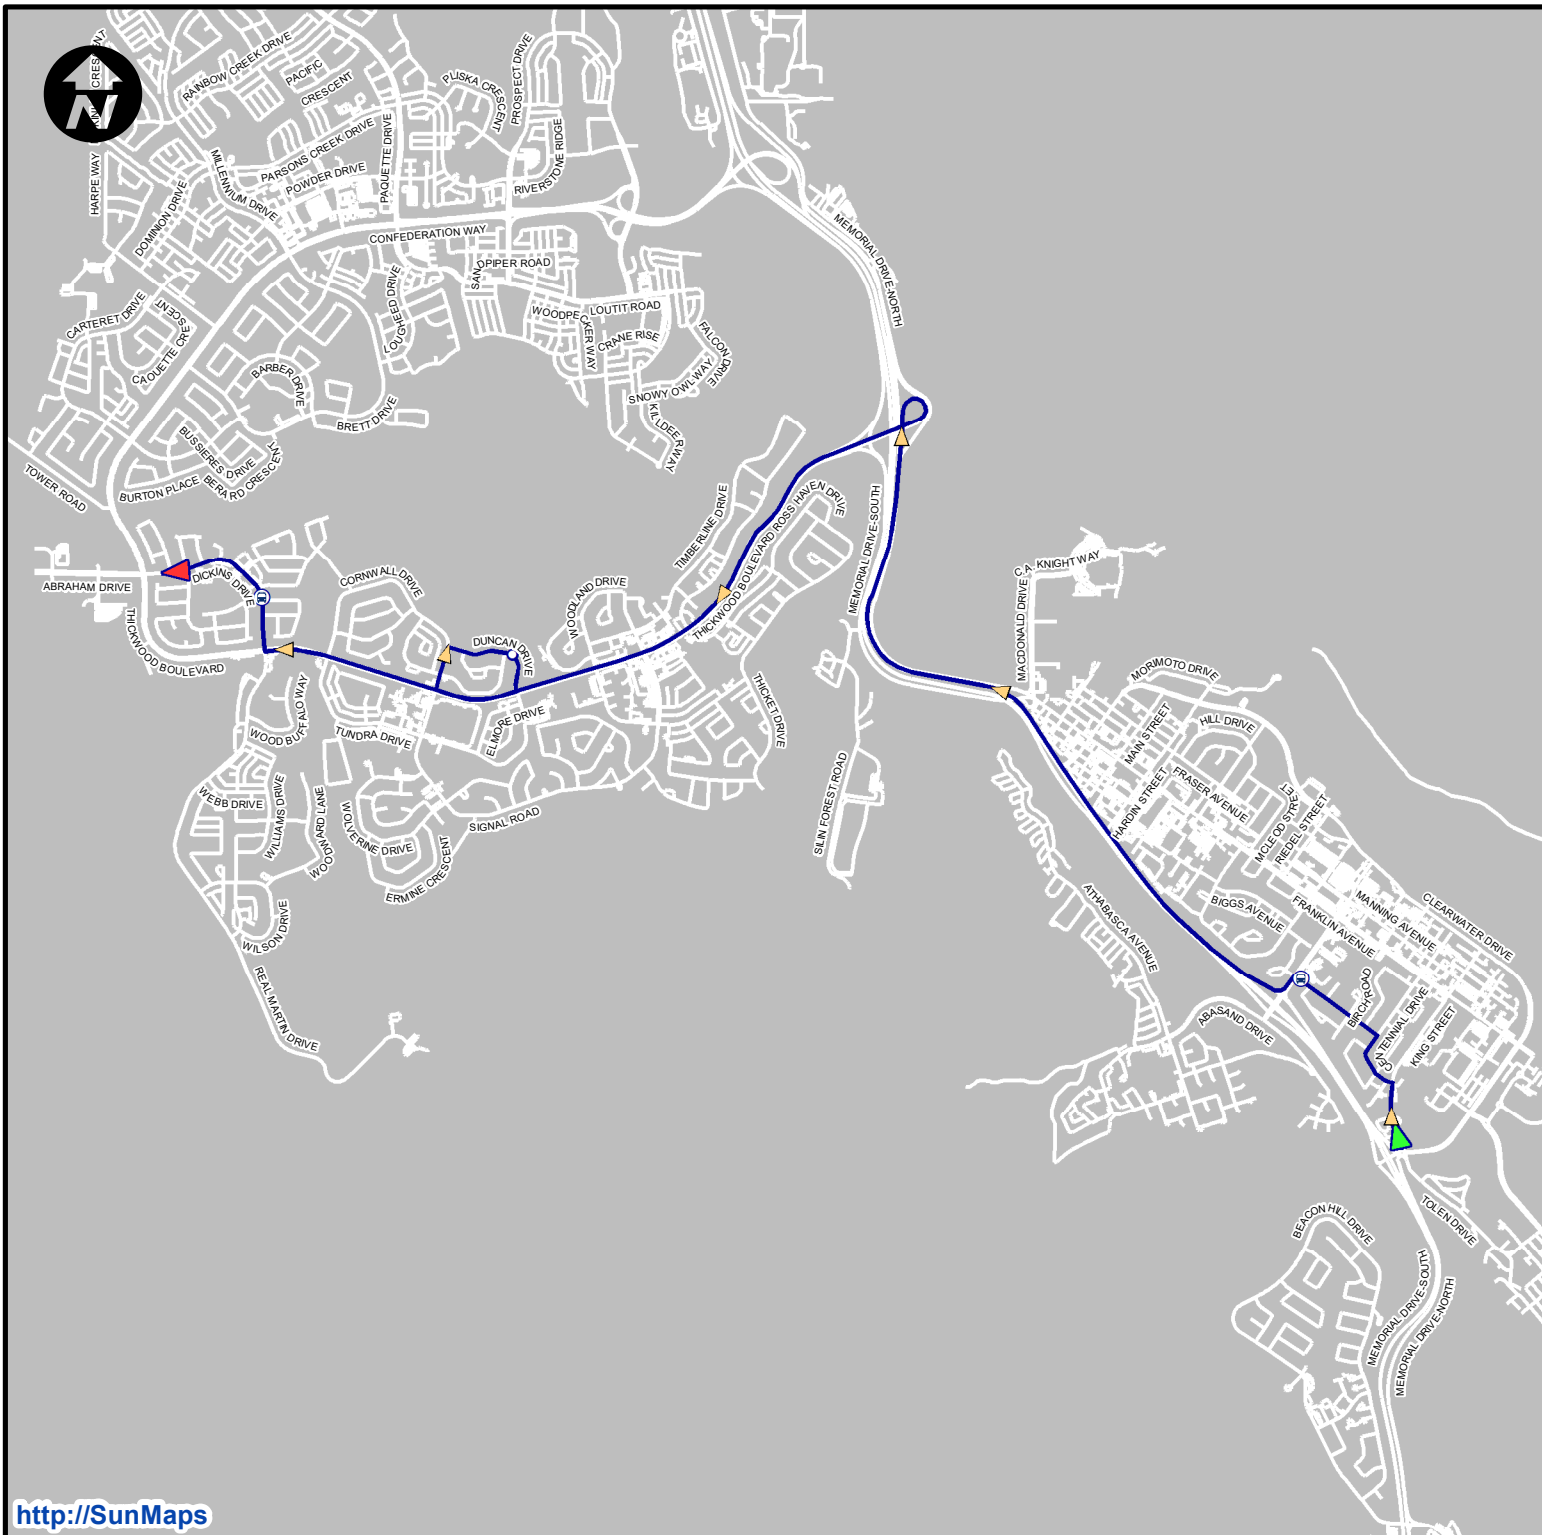 N
HARPE WAY
CRESCENT
RAINBOW CREEK DRIVE
PACIFIC
CRESCENT
PLISKA CRESCENT
PROSPECT DRIVE
PARSONS CREEK DRIVE
PAQUETTE DRIVE
POWDER DRIVE
MILLENNIUM DRIVE
RIVERSTONE RIDGE
DOMINION DRIVE
CONFEDERATION WAY
MEMORIAL DRIVE-NORTH
SANDPIPER ROAD
LOUGHEED DRIVE
CARTERET DRIVE
CAOUETTE CRESCENT
WOODPECKER WAY
LOUTIT ROAD
CRANE RISE
FALCON DRIVE
SNOWY OWL WAY
KILLDEER WAY
BARBER DRIVE
BRETT DRIVE
BUSSIERES DRIVE
BERARD CRESCENT
BURTON PLACE
TOWER ROAD
TIMBERLINE DRIVE
ROSS HAVEN DRIVE
THICKWOOD BOULEVARD
MEMORIAL DRIVE-SOUTH
C.A. KNIGHT WAY
MACDONALD DRIVE
ABRAHAM DRIVE
DICKINS DRIVE
CORNWALL DRIVE
WOODLAND DRIVE
DUNCAN DRIVE
THICKWOOD BOULEVARD
WOOD BUFFALO WAY
TUNDRA DRIVE
ELMORE DRIVE
THICKET DRIVE
MORIMOTO DRIVE
MAIN STREET
HILL DRIVE
HARDIN STREET
FRASER AVENUE
MCLEOD STREET
RIEDEL STREET
WEBB DRIVE
WILLIAMS DRIVE
WOODWARD LANE
WOLVERINE DRIVE
SIGNAL ROAD
ERMINE CRESCENT
SILIN FOREST ROAD
ATHABASCA AVENUE
BIGGS AVENUE
FRANKLIN AVENUE
MANNING AVENUE
CLEARWATER DRIVE
WILSON DRIVE
REAL MARTIN DRIVE
ABASAND DRIVE
BIRCH ROAD
CENTENNIAL DRIVE
KING STREET
TOLEN DRIVE
BEACON HILL DRIVE
MEMORIAL DRIVE-SOUTH
MEMORIAL DRIVE-NORTH
http://SunMaps